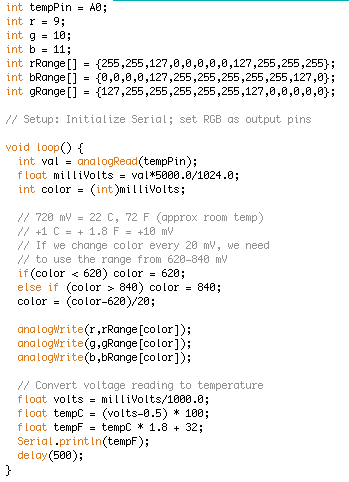 int tempPin = A0;
int r = 9;
int g = 10;
int b = 11;
int rRange[] = {255,255,127,0,0,0,0,0,127,255,255,255};
int bRange[] = {0,0,0,0,127,255,255,255,255,255,127,0};
int gRange[] = {127,255,255,255,255,255,127,0,0,0,0,0};

// Setup: Initialize Serial; set RGB as output pins

void loop() {
  int val = analogRead(tempPin);
  float milliVolts = val*5000.0/1024.0;
  int color = (int)milliVolts;

  // 720 mV = 22 C, 72 F (approx room temp)
  // +1 C = + 1.8 F = +10 mV
  // If we change color every 20 mV, we need
  // to use the range from 620-840 mV
  if(color < 620) color = 620;
  else if (color > 840) color = 840;
  color = (color-620)/20;

  analogWrite(r,rRange[color]);
  analogWrite(g,gRange[color]);
  analogWrite(b,bRange[color]);

  // Convert voltage reading to temperature
  float volts = milliVolts/1000.0;
  float tempC = (volts-0.5) * 100;
  float tempF = tempC * 1.8 + 32;
  Serial.println(tempF);
  delay(500);
}